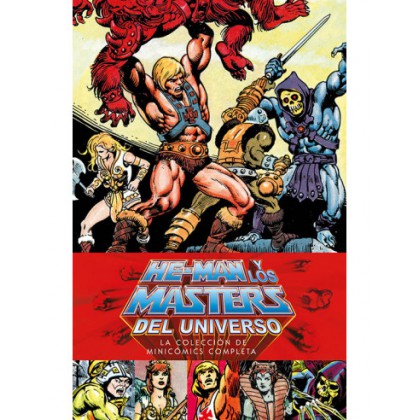 HE-MAN Y LOS
MASTERS
DEL UNIVERSO
LA COLECCIÓN DE
MINICÓMICS COMPLETA